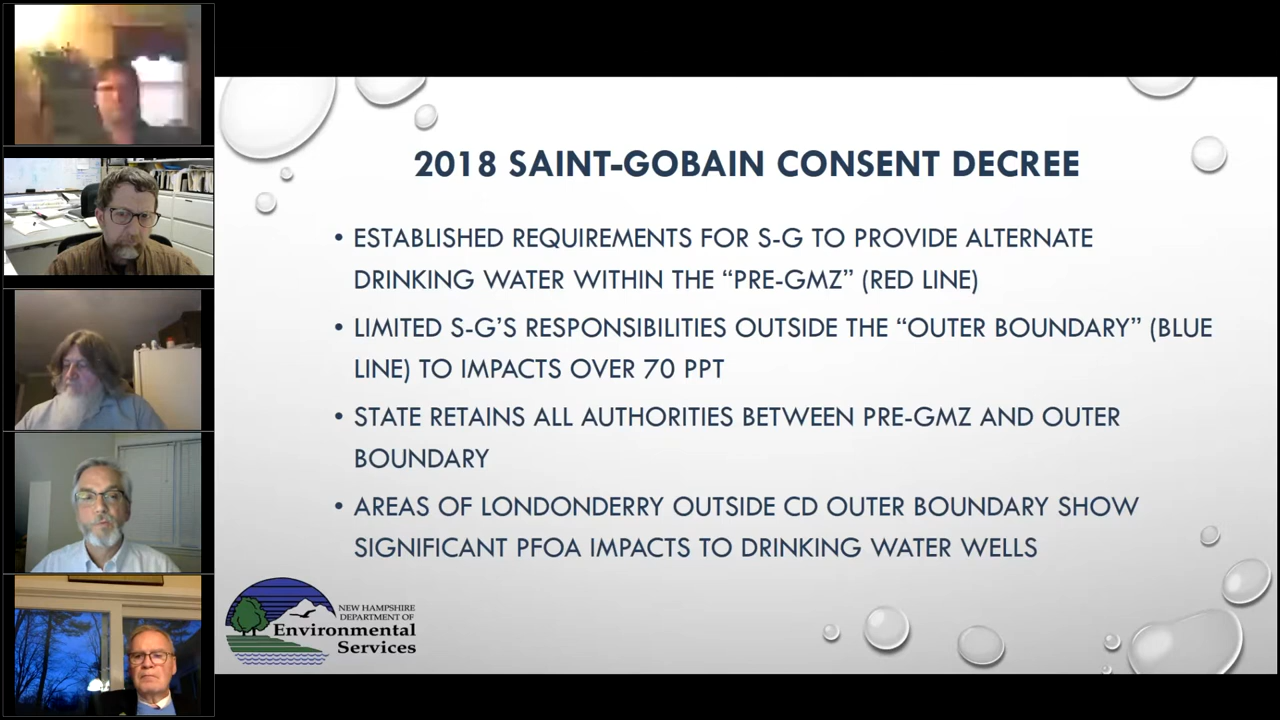 2018 SAINT-GOBAIN CONSENT DECREE
• ESTABLISHED REQUIREMENTS FOR S-G TO PROVIDE ALTERNATE
DRINKING WATER WITHIN THE “PRE-GMZ” (RED LINE)
• LIMITED S-G’S RESPONSIBILITIES OUTSIDE THE “OUTER BOUNDARY” (BLUE
LINE) TO IMPACTS OVER 70 PPT
• STATE RETAINS ALL AUTHORITIES BETWEEN PRE-GMZ AND OUTER
BOUNDARY
• AREAS OF LONDONDERRY OUTSIDE CD OUTER BOUNDARY SHOW
SIGNIFICANT PFOA IMPACTS TO DRINKING WATER WELLS
NEW HAMPSHIRE
DEPARTMENT OF
Environmental
Services